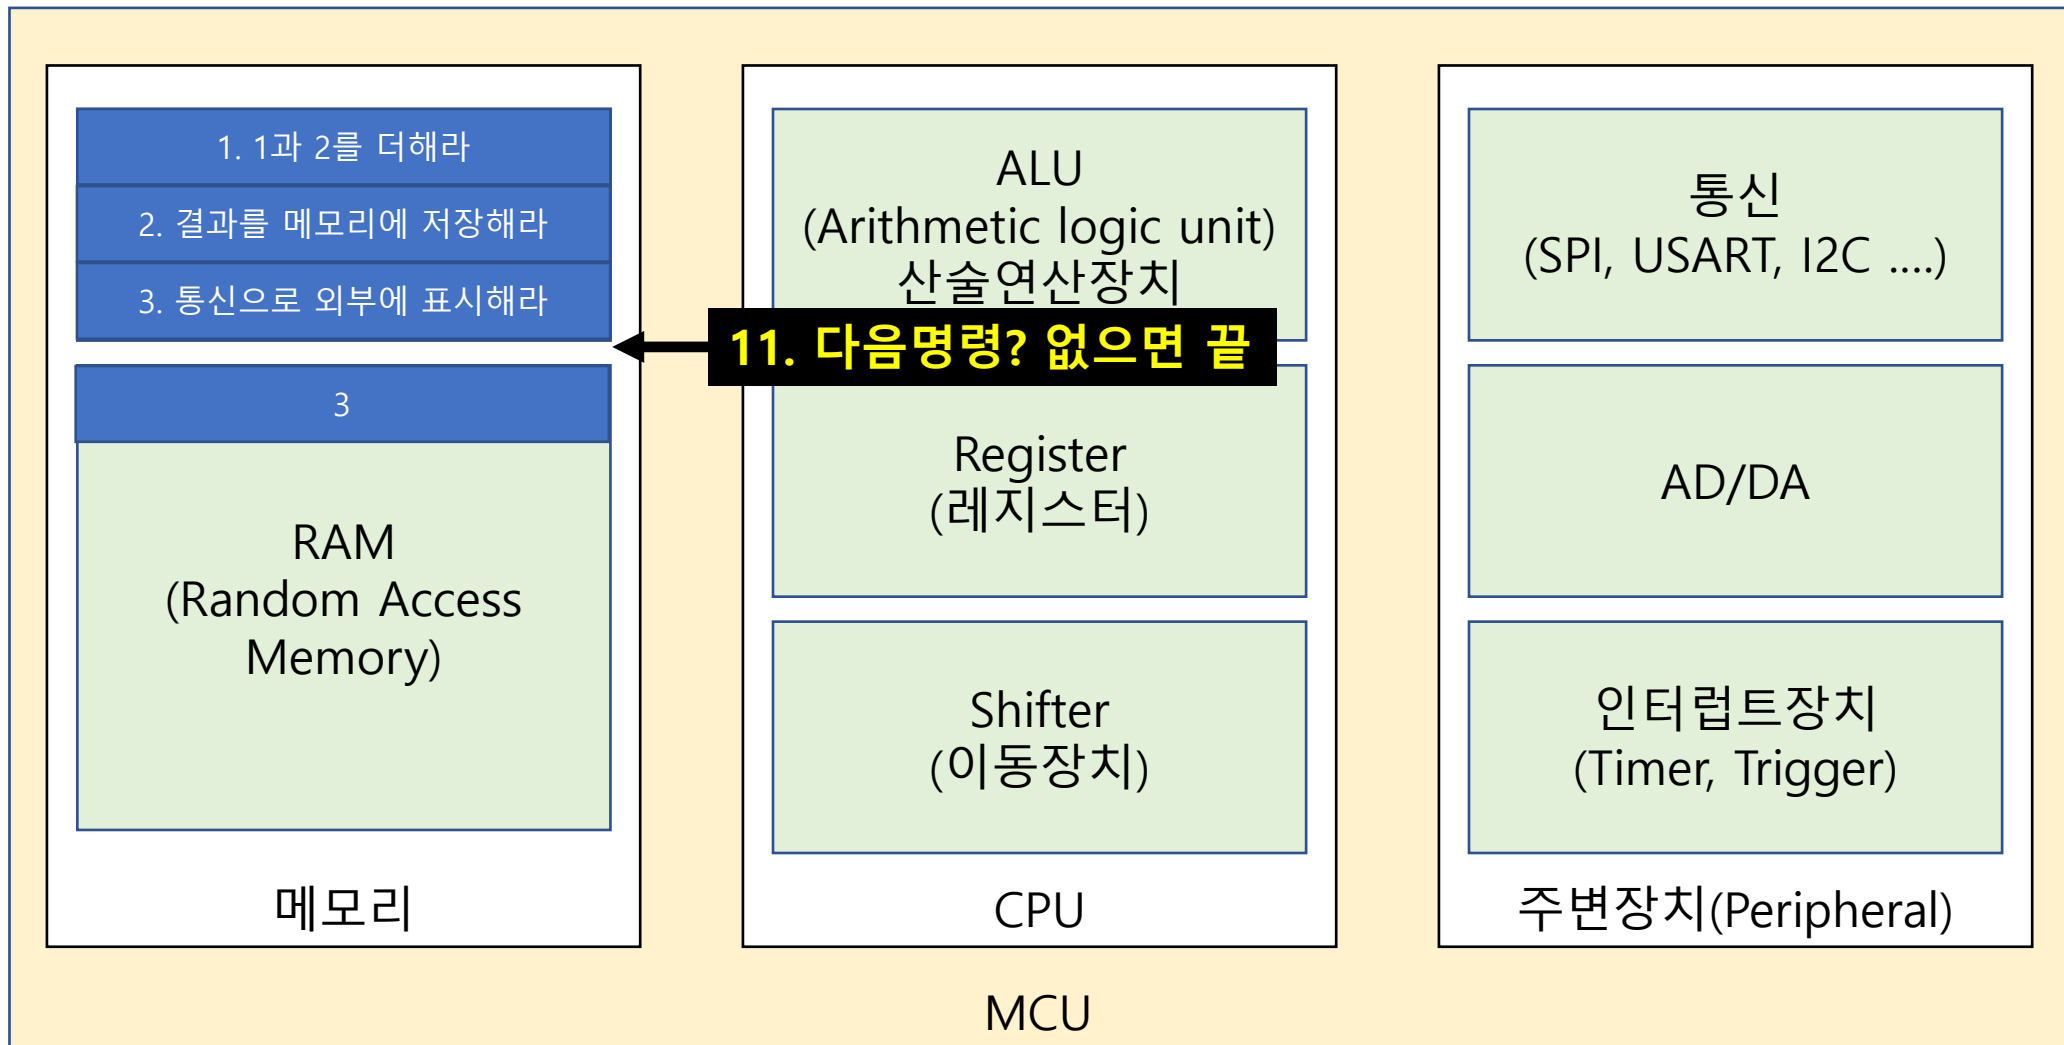 1. 1과 2를 더해라
2. 결과를 메모리에 저장해라
3. 통신으로 외부에 표시해라
3
RAM
(Random Access
Memory)
메모리
ALU
(Arithmetic logic unit)
산술연산장치
11. 다음명령? 없으면 끝
Register
(레지스터)
Shifter
(이동장치)
CPU
통신
(SPI, USART, I2C ....)
AD/DA
인터럽트장치
(Timer, Trigger)
주변장치(Peripheral)
MCU